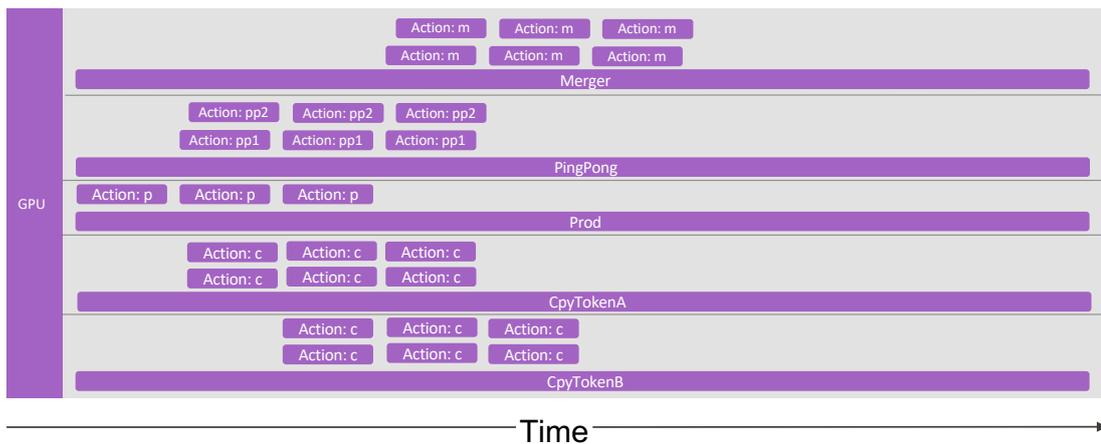 Action: m Action: m Action: m
Action: m Action: m Action: m
Merger
Action: pp2 Action: pp2 Action: pp2
Action: pp1 Action: pp1 Action: pp1
PingPong
GPU
Action: p Action: p Action: p
Prod
Action: c Action: c Action: c
Action: c Action: c Action: c
CpyTokenA
Action: c Action: c Action: c
Action: c Action: c Action: c
CpyTokenB
Time